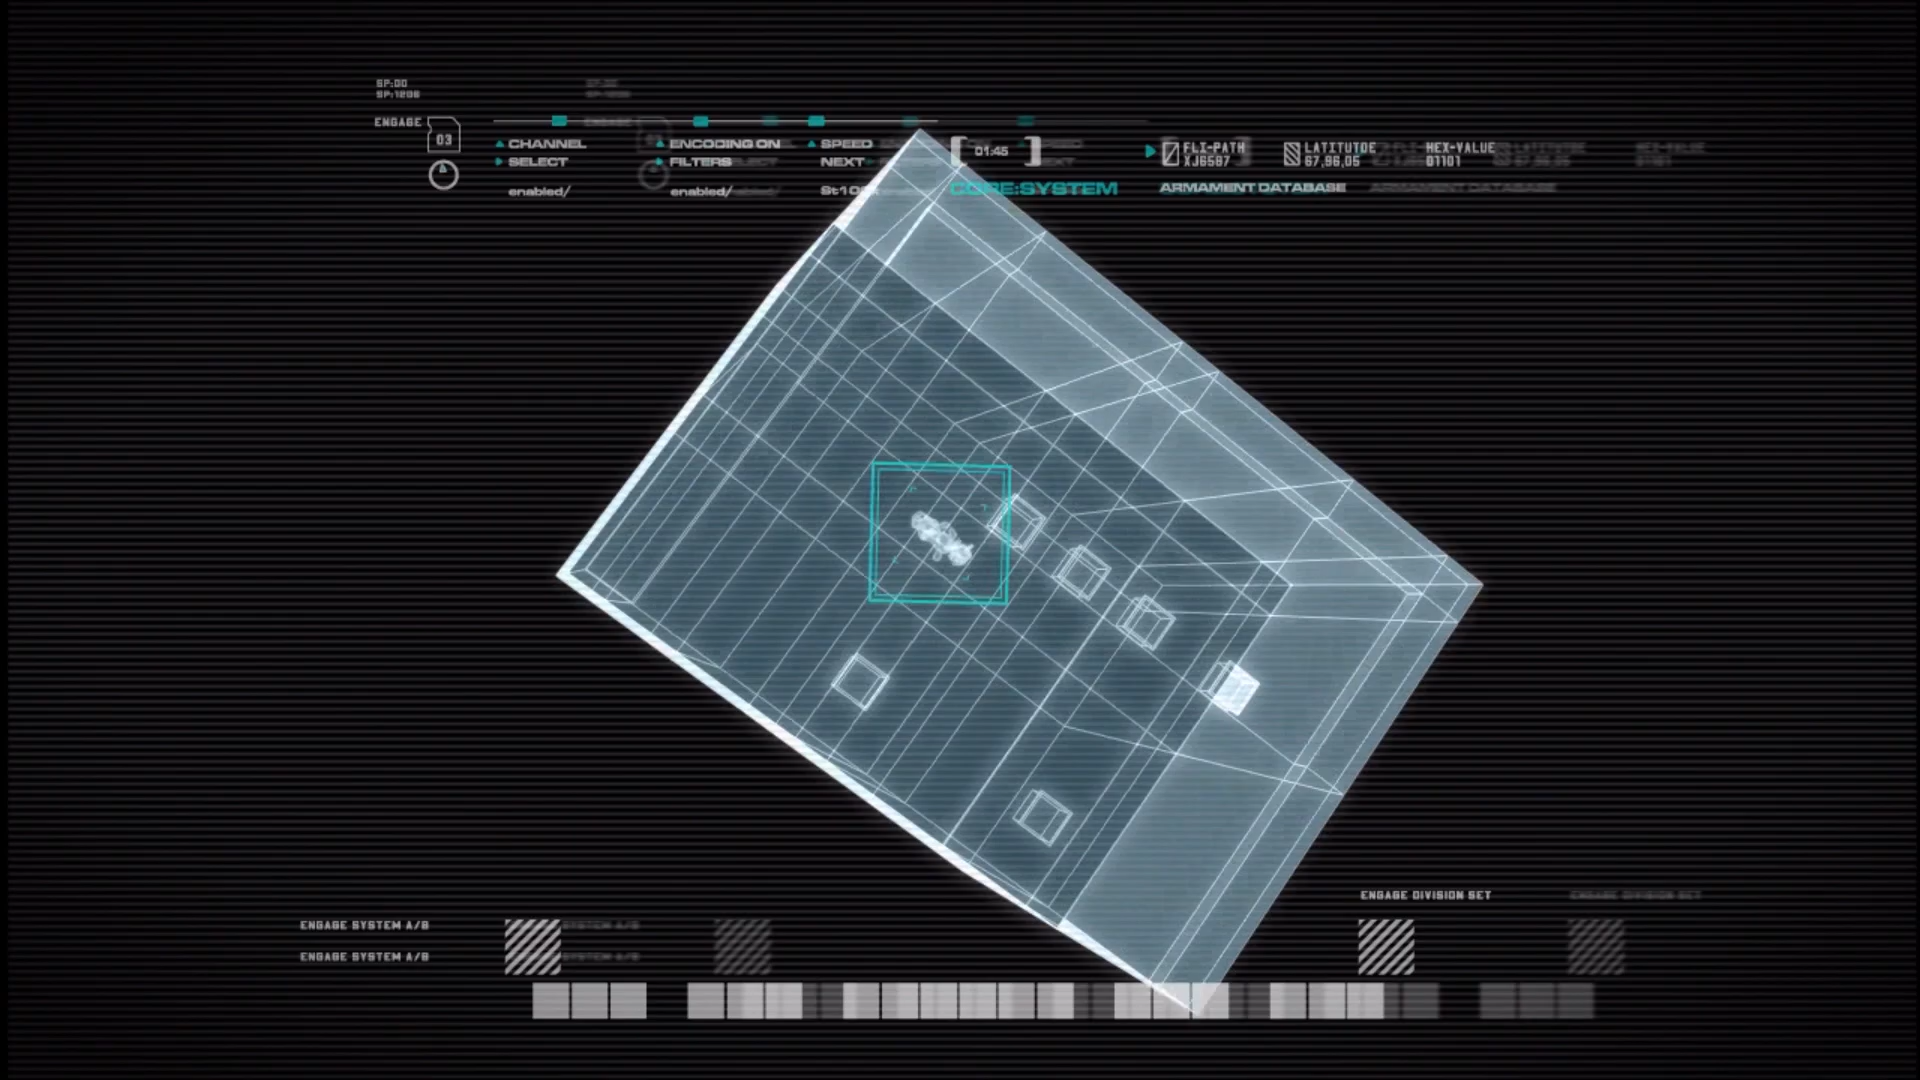 SP:00
SP:1208
ENGAGE
03
CHANNEL
SELECT
enabled/
ENCODING ON
FILTERS
enabled/
SPEED
NEXT
01:45
CORE:SYSTEM
FLI-PATH
XJ6587
LATITUTDE
67,96,05
HEX-VALUE
01101
ARMAMENT DATABASE
ENGAGE DIVISION SET
ENGAGE SYSTEM A/B
ENGAGE SYSTEM A/B